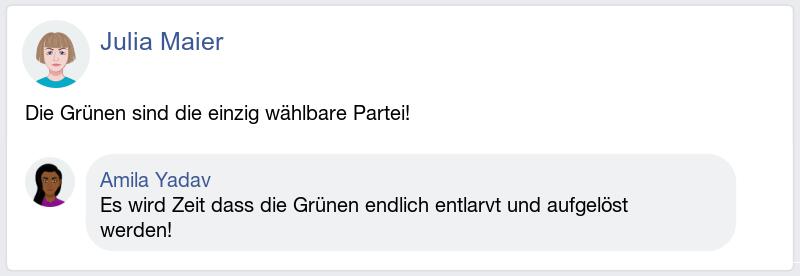 Julia Maier
Die Grünen sind die einzig wählbare Partei!
Amila Yadav
Es wird Zeit dass die Grünen endlich entlarvt und aufgelöst
werden!